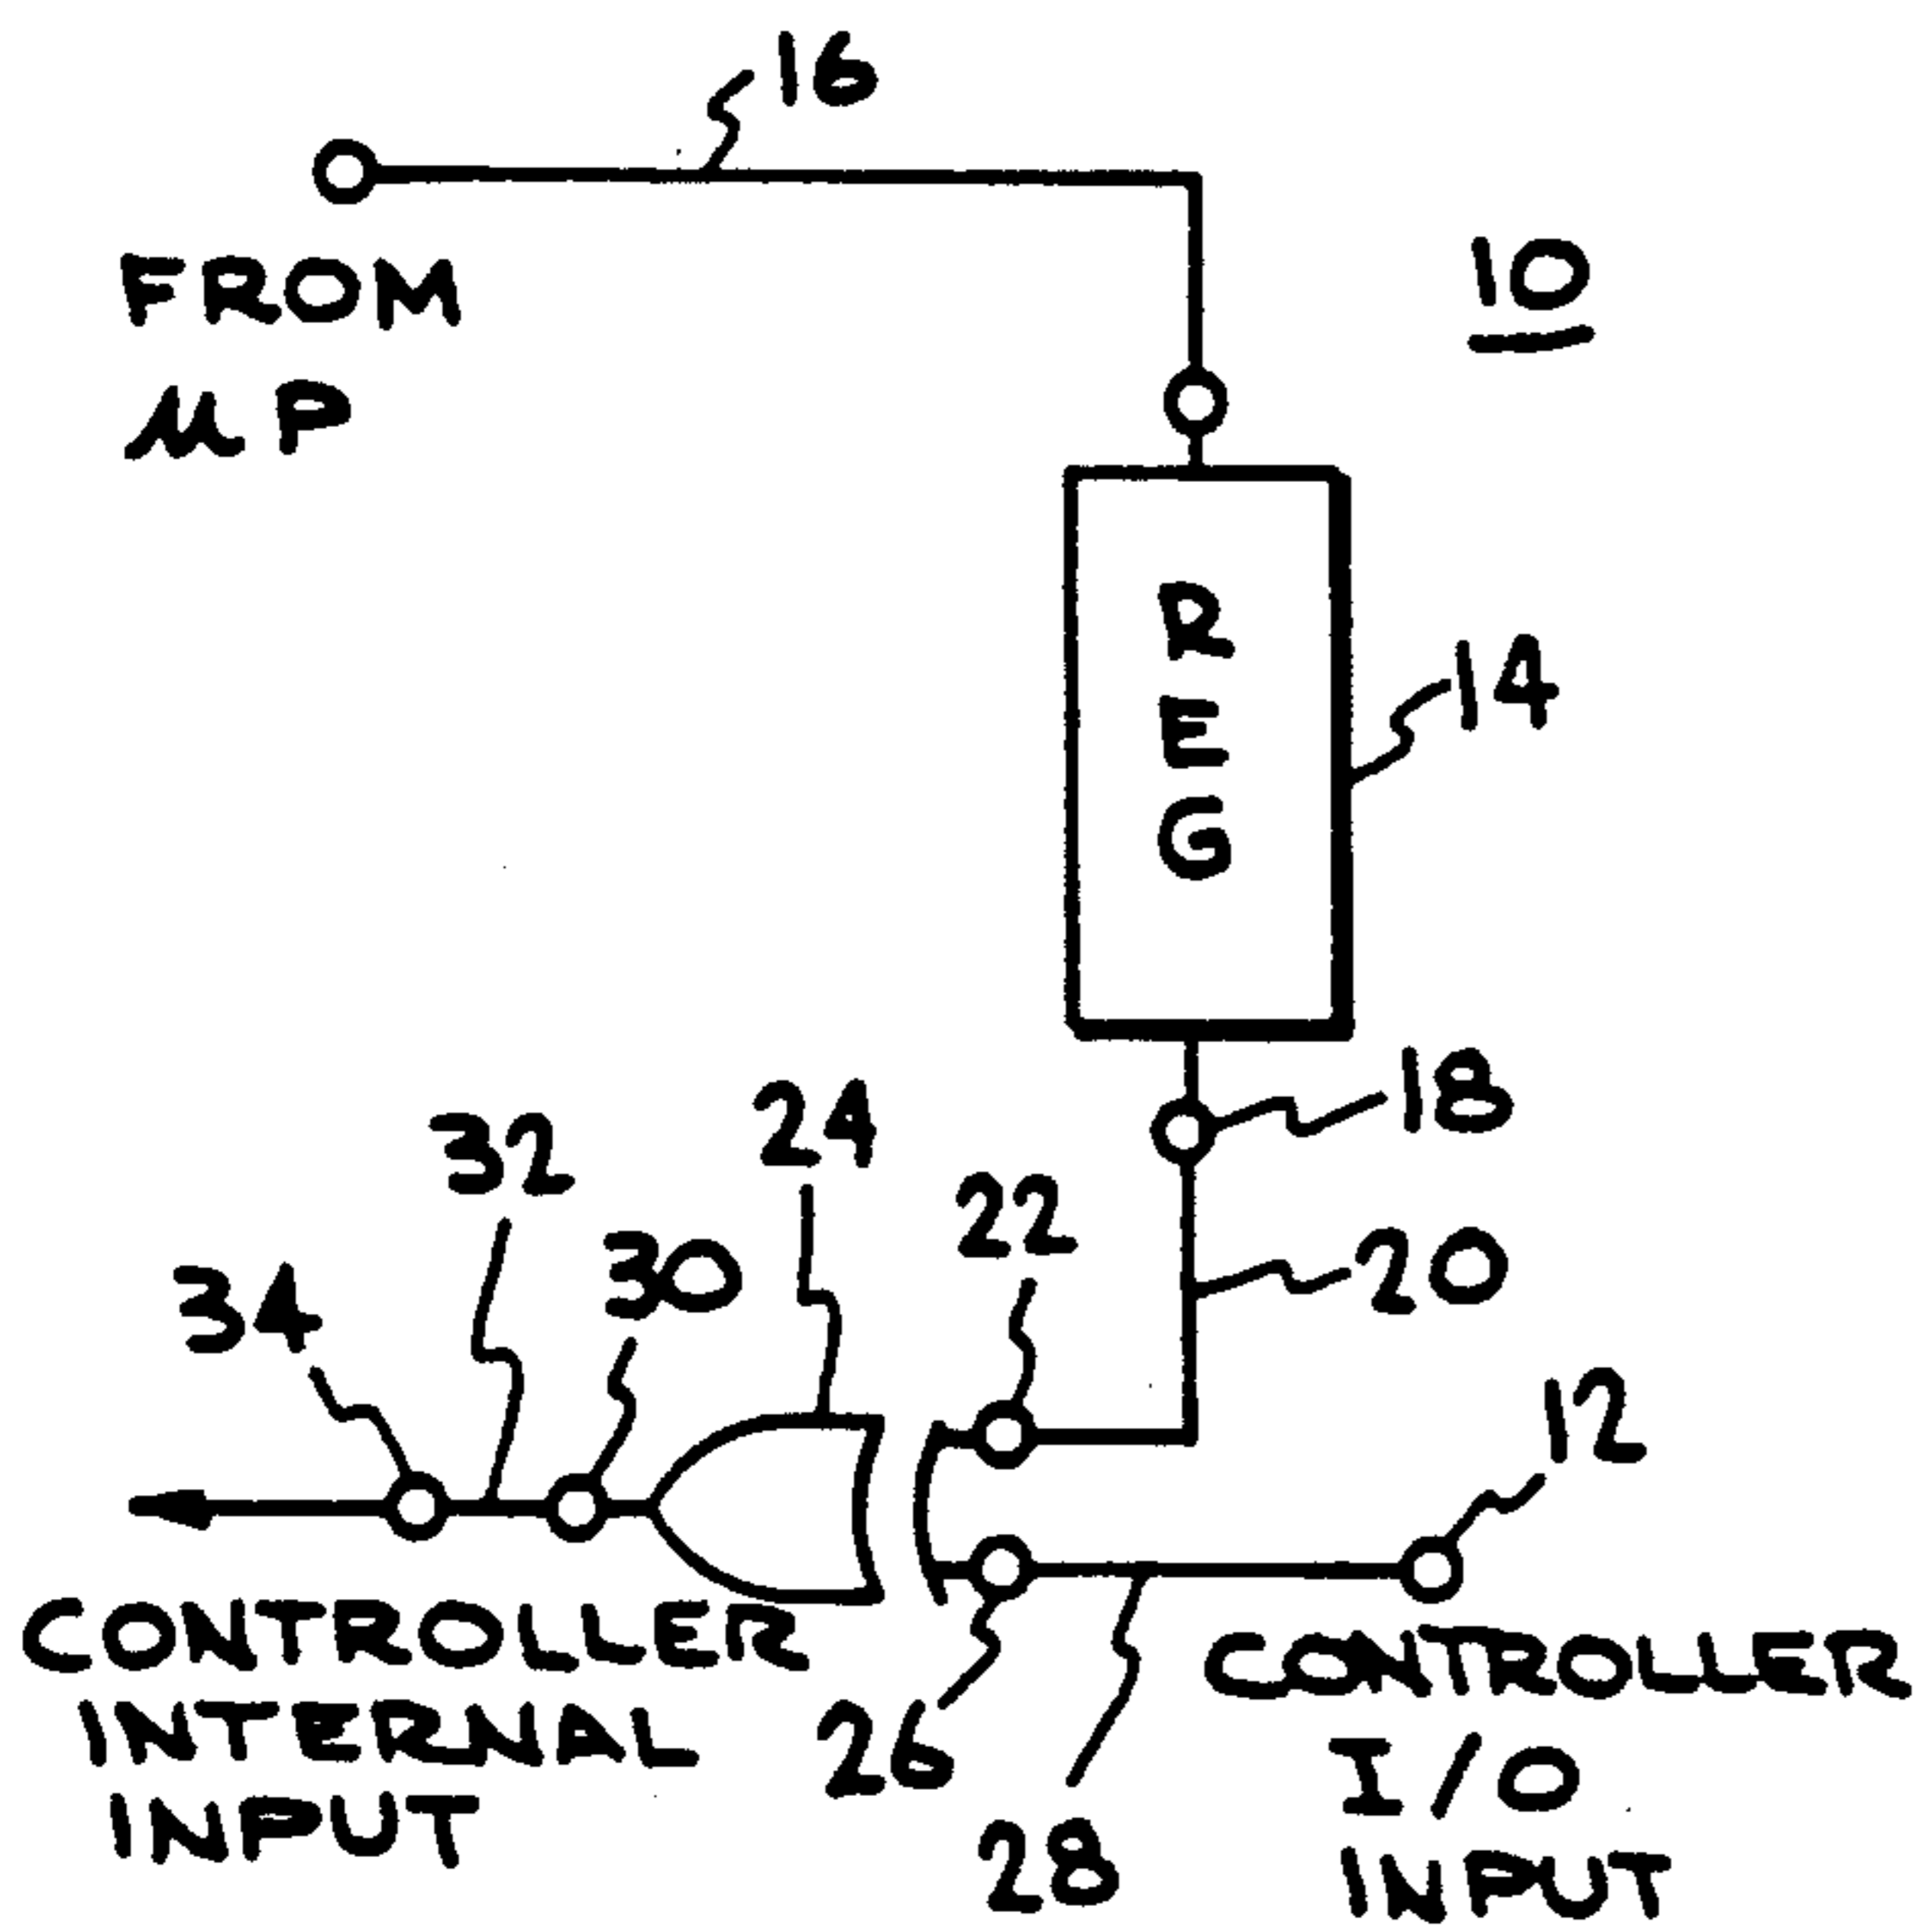 16
FROM
μP
10
R
E
G
14
18
24
32
22
30
20
34
12
CONTROLLER
INTERNAL
INPUT
26
28
CONTROLLER
I/O
INPUT